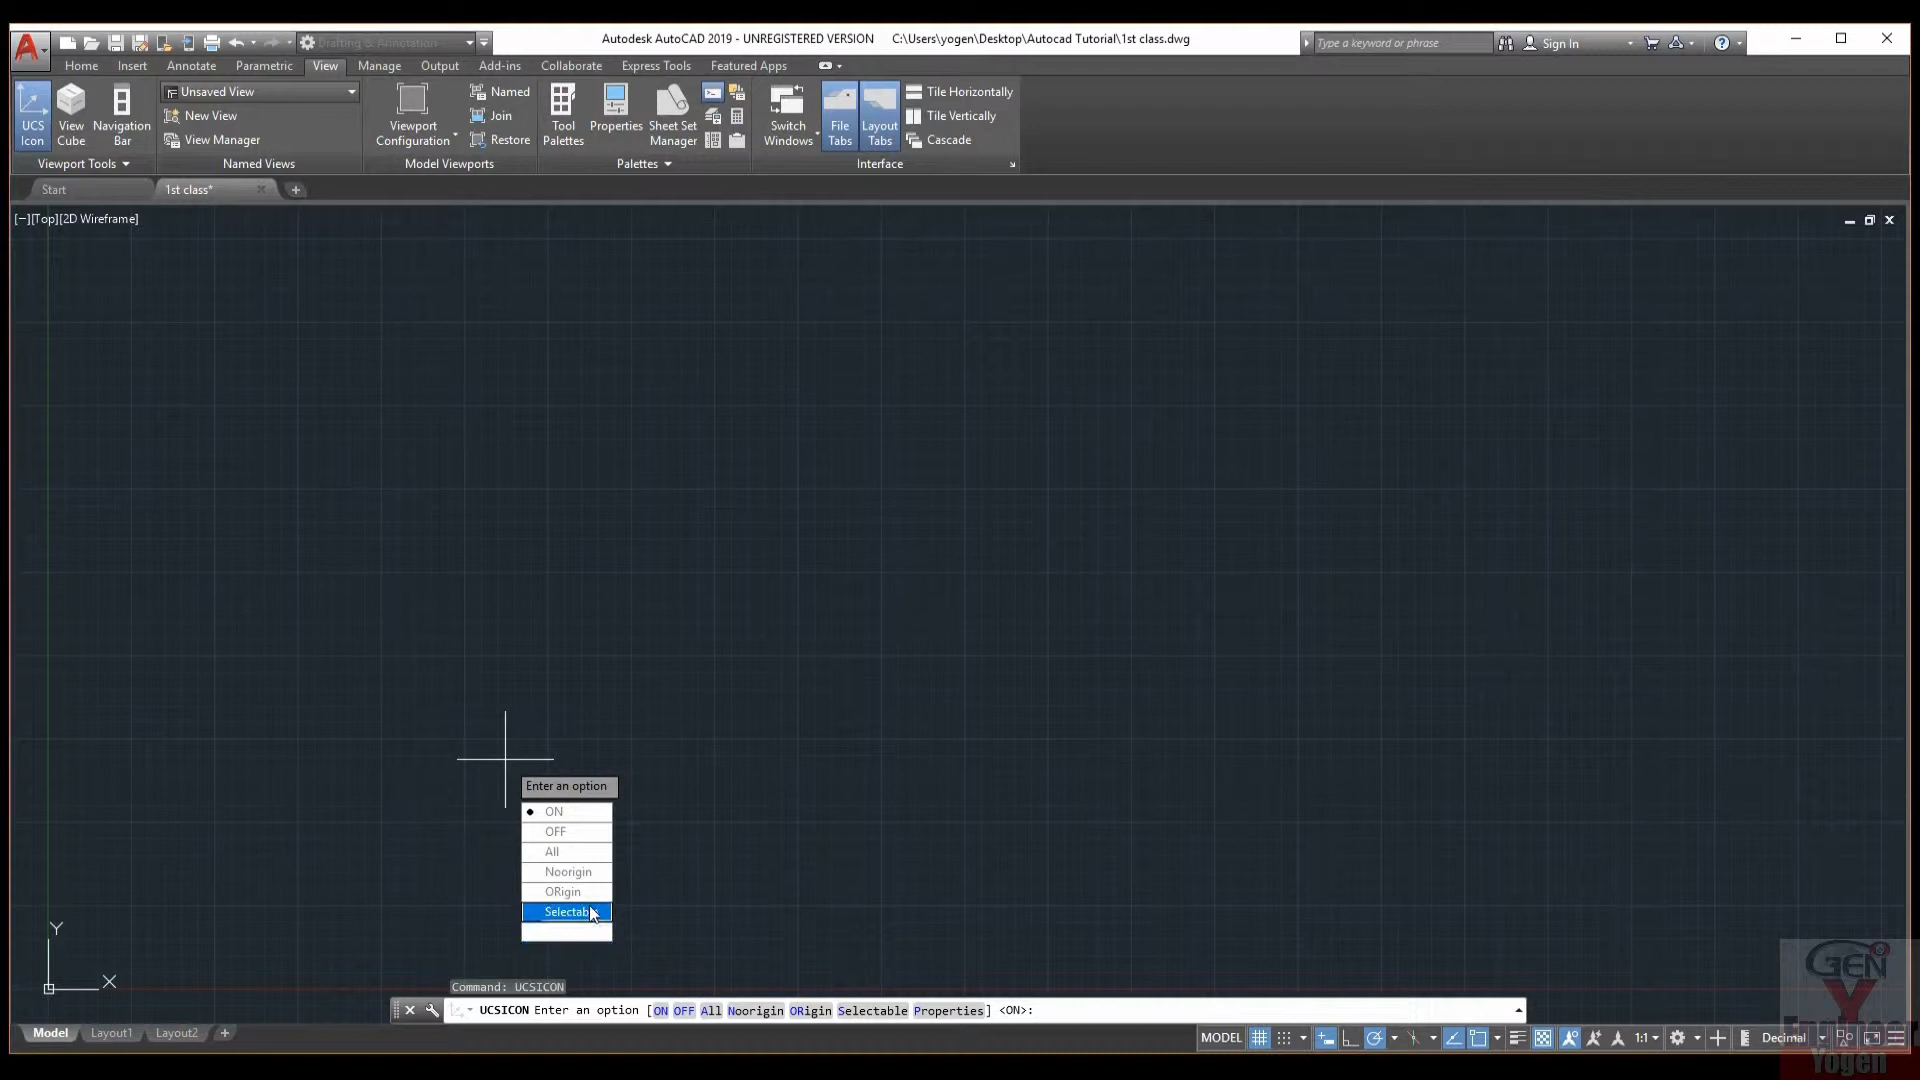 Drafting & Annotation
Autodesk AutoCAD 2019 - UNREGISTERED VERSION C:\Users\yogen\Desktop\Autocad Tutorial\1st class.dwg
Type a keyword or phrase
Sign In
Home Insert Annotate Parametric View Manage Output Add-ins Collaborate Express Tools Featured Apps
UCS Icon
View Cube
Navigation Bar
Unsaved View
New View
View Manager
Viewport Configuration
Named
Join
Restore
Tool Palettes
Properties
Sheet Set Manager
Switch Windows
File Tabs
Layout Tabs
Tile Horizontally
Tile Vertically
Cascade
Viewport Tools
Named Views
Model Viewports
Palettes
Interface
Start
1st class*
[−][Top][2D Wireframe]
Enter an option
ON
OFF
All
Noorigin
ORigin
Y
X
Command: UCSICON
UCSICON Enter an option [ON OFF All Noorigin ORigin Selectable Properties] <ON>:
Model Layout1 Layout2
MODEL
1:1
Decimal
GEN
Y
Engineer
Yogen